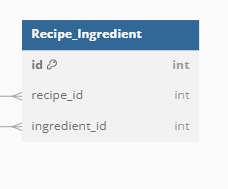 Recipe_Ingredient
id int
recipe_id int
ingredient_id int